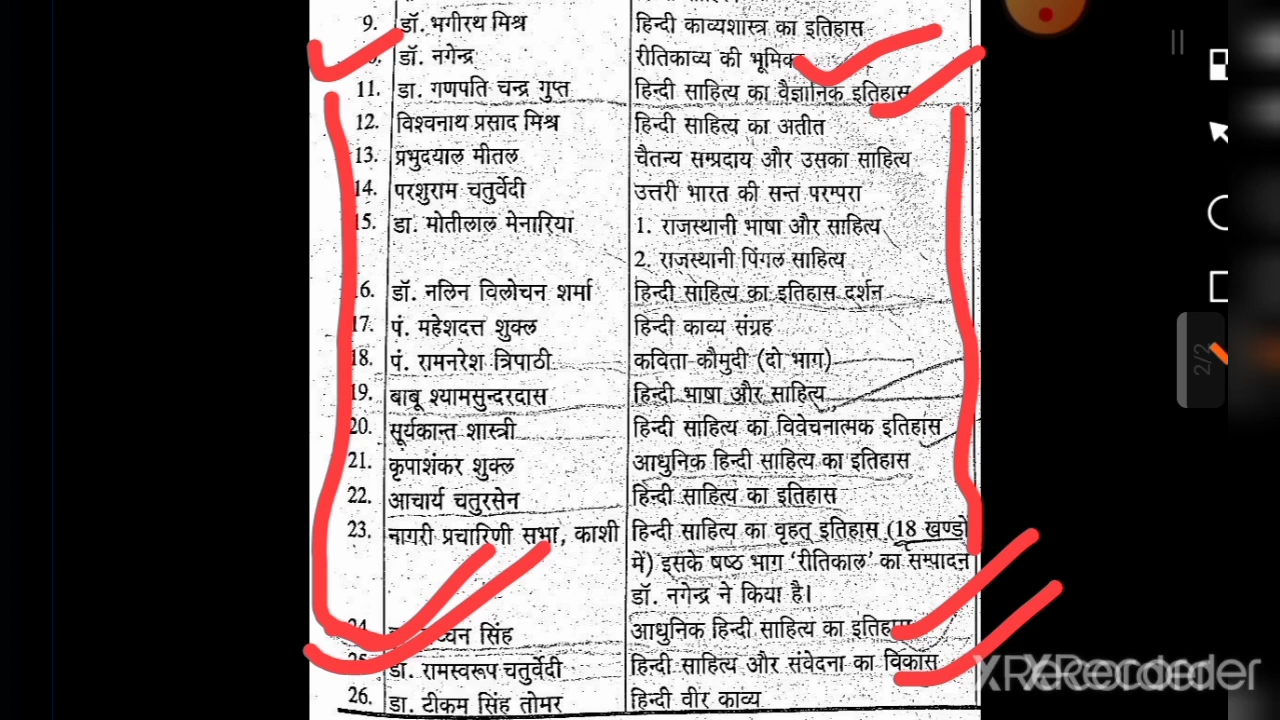 9. डॉ. भगीरथ मिश्र हिन्दी काव्यशास्त्र का इतिहास
डॉ. नगेन्द्र रीतिकाव्य की भूमिका
11. डा. गणपति चन्द्र गुप्त हिन्दी साहित्य का वैज्ञानिक इतिहास
12. विश्वनाथ प्रसाद मिश्र हिन्दी साहित्य का अतीत
13. प्रभुदयाल मीतल चैतन्य सम्प्रदाय और उसका साहित्य
14. परशुराम चतुर्वेदी उत्तरी भारत की सन्त परम्परा
15. डा. मोतीलाल मेनारिया 1. राजस्थानी भाषा और साहित्य
2. राजस्थानी पिंगल साहित्य
16. डॉ. नलिन विलोचन शर्मा हिन्दी साहित्य का इतिहास दर्शन
17. पं. महेशदत्त शुक्ल हिन्दी काव्य संग्रह
18. पं. रामनरेश त्रिपाठी कविता कौमुदी (दो भाग)
19. बाबू श्यामसुन्दरदास हिन्दी भाषा और साहित्य
20. सूर्यकान्त शास्त्री हिन्दी साहित्य का विवेचनात्मक इतिहास
21. कृपाशंकर शुक्ल आधुनिक हिन्दी साहित्य का इतिहास
22. आचार्य चतुरसेन हिन्दी साहित्य का इतिहास
23. नागरी प्रचारिणी सभा, काशी हिन्दी साहित्य का वृहत् इतिहास (18 खण्डों
में) इसके षष्ठ भाग 'रीतिकाल' का सम्पादन
डॉ. नगेन्द्र ने किया है।
24. सिंह आधुनिक हिन्दी साहित्य का इतिहास
25. डॉ. रामस्वरूप चतुर्वेदी हिन्दी साहित्य और संवेदना का विकास
26. डा. टीकम सिंह तोमर हिन्दी वीर काव्य
2/2
XRecorder